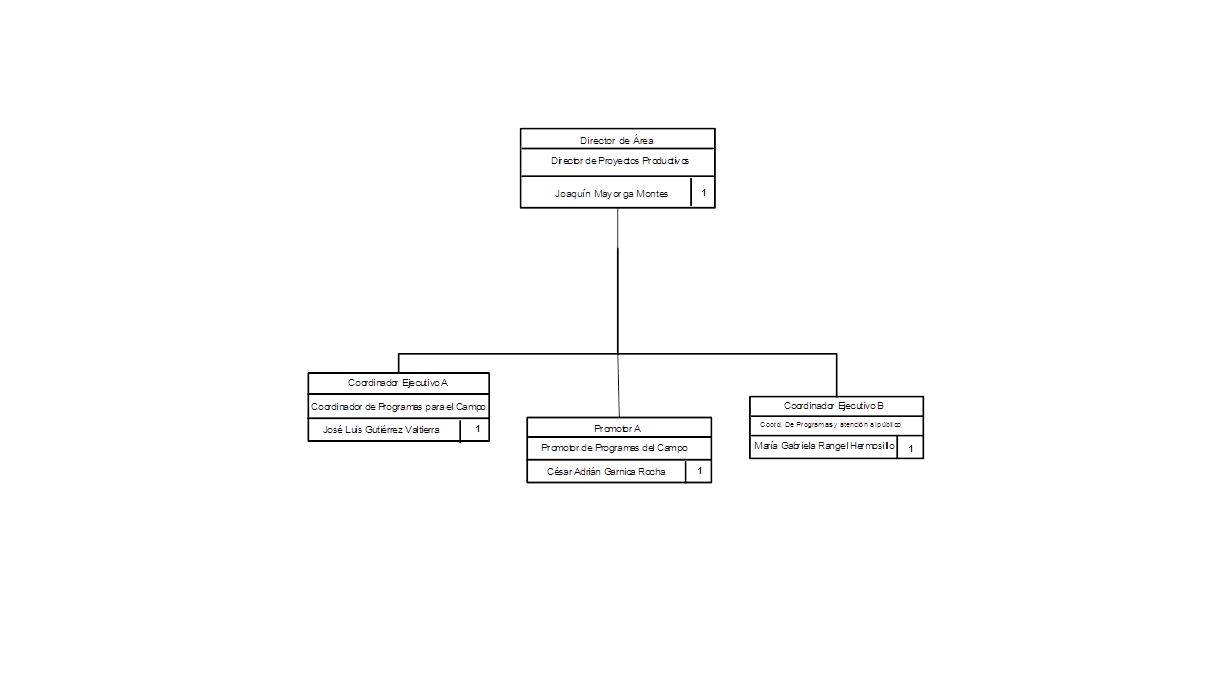 Director de Área
Director de Proyectos Productivos
Joaquín Mayorga Montes
1
Coordinador Ejecutivo A
Coordinador de Programas para el Campo
José Luis Gutiérrez Valtierra
1
Promotor A
Promotor de Programas del Campo
César Adrián Garnica Rocha
1
Coordinador Ejecutivo B
Coord. De Programas y atención al público
María Gabriela Rangel Hermosillo
1